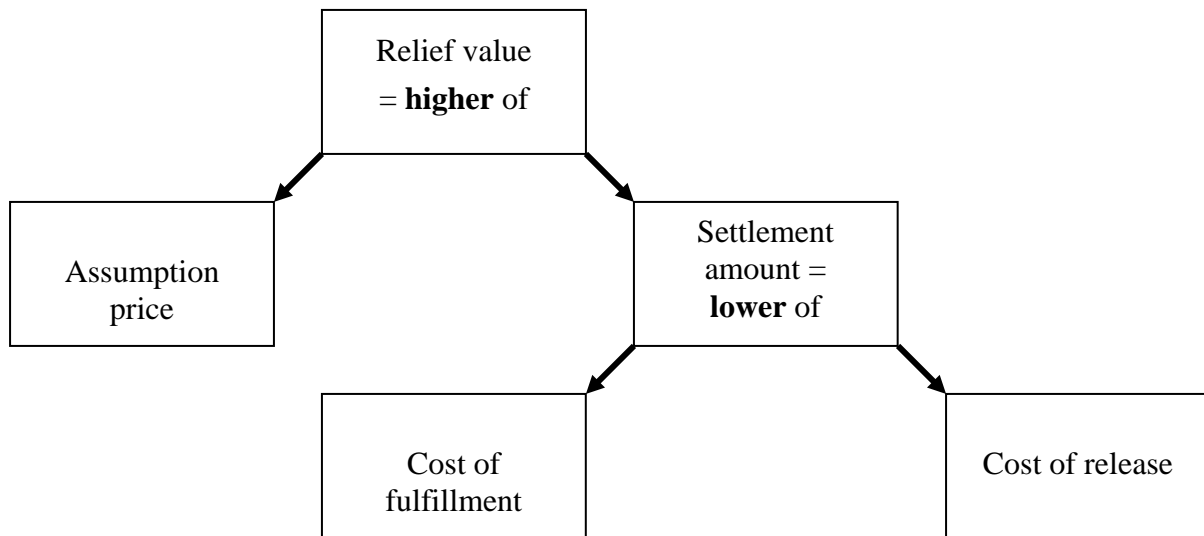 Relief value
= higher of
Assumption
price
Settlement
amount =
lower of
Cost of
fulfillment
Cost of release